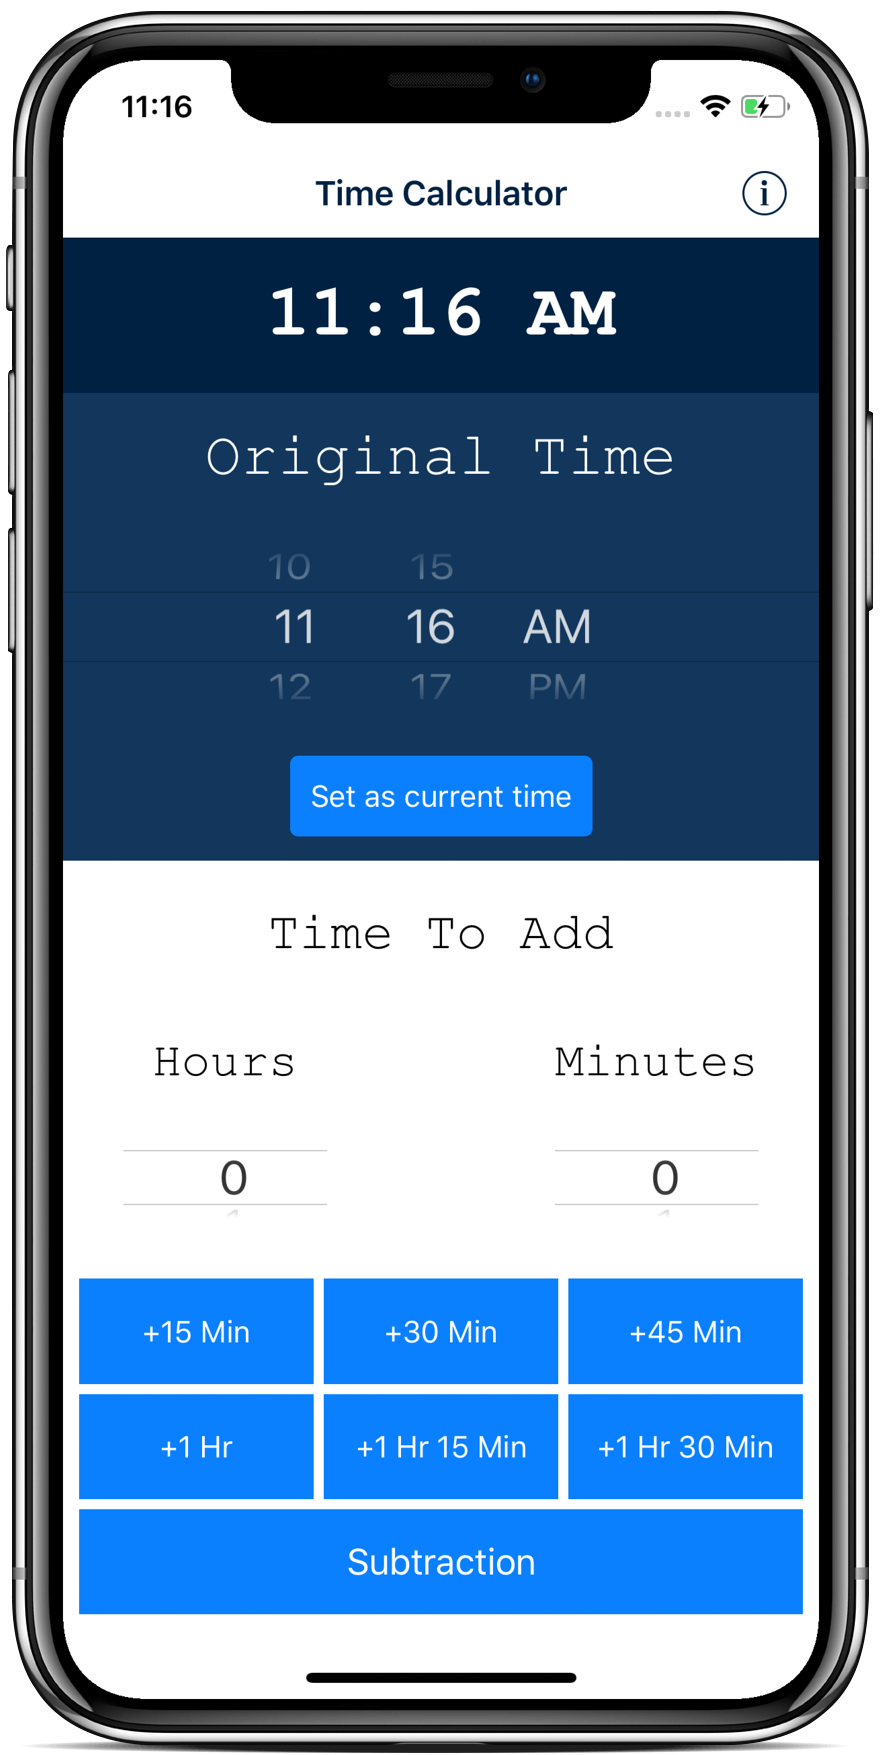 11:16
Time Calculator
11:16 AM
Original Time
10 15
11 16 AM
12 17 PM
Set as current time
Time To Add
Hours Minutes
0 0
+15 Min +30 Min +45 Min
+1 Hr +1 Hr 15 Min +1 Hr 30 Min
Subtraction